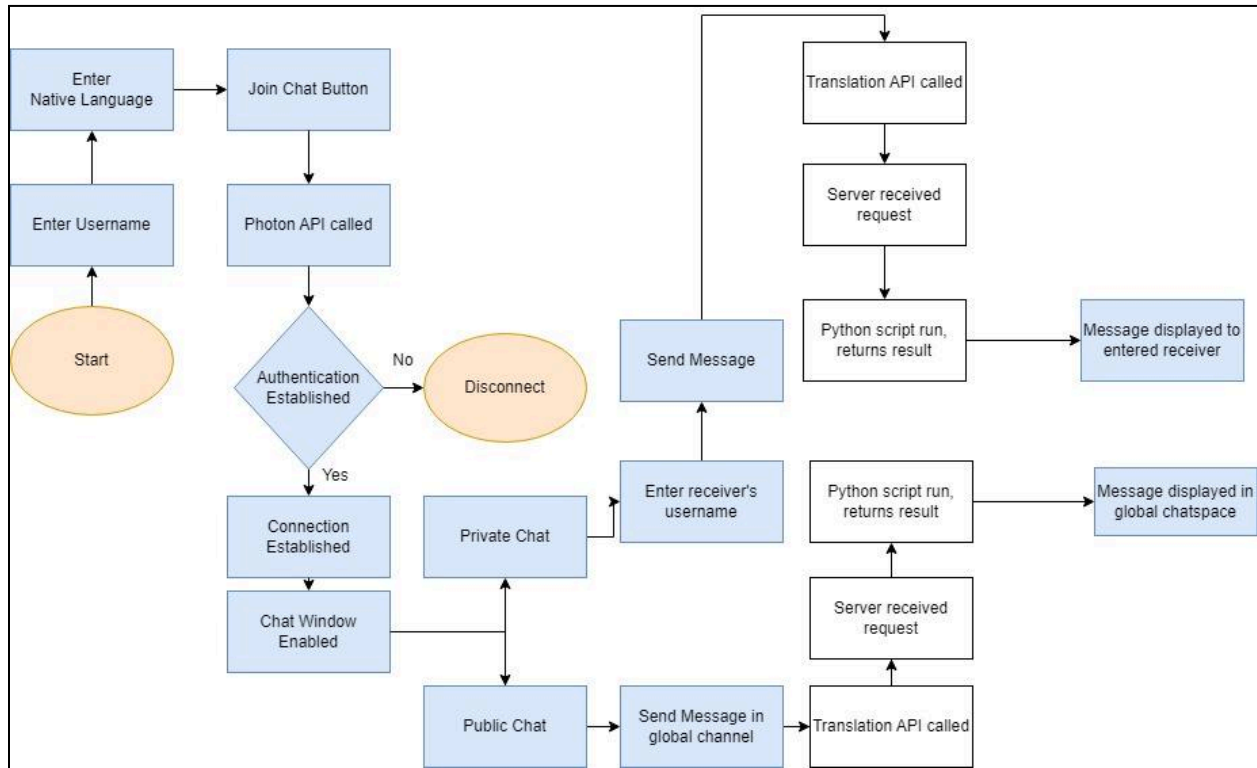 Enter
Native Language
Join Chat Button
Translation API called
Enter Username
Photon API called
Server received
request
Start
Authentication
Established
No
Disconnect
Send Message
Python script run,
returns result
Message displayed to
entered receiver
Yes
Connection
Established
Private Chat
Enter receiver's
username
Python script run,
returns result
Message displayed in
global chatspace
Chat Window
Enabled
Server received
request
Public Chat
Send Message in
global channel
Translation API called